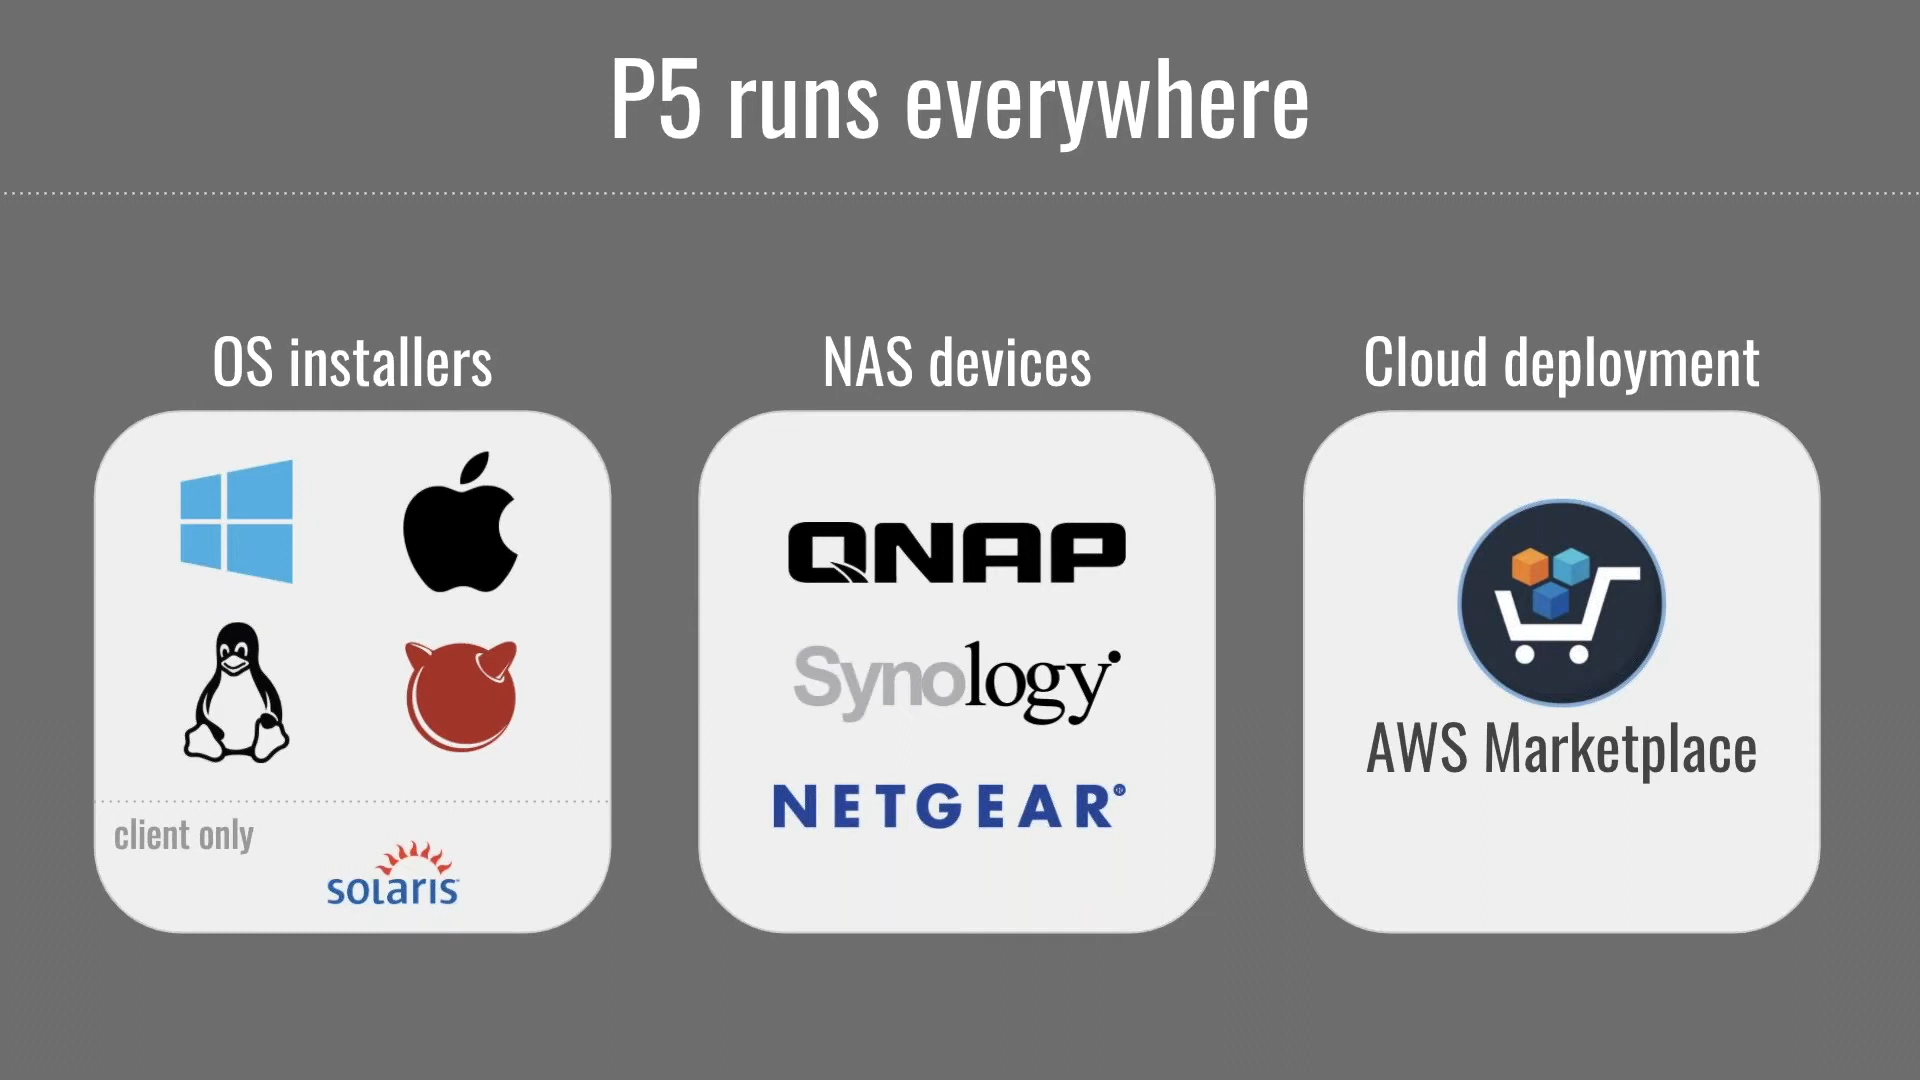 P5 runs everywhere
OS installers
NAS devices
Cloud deployment
QNAP
Synology
NETGEAR®
AWS Marketplace
client only
solaris